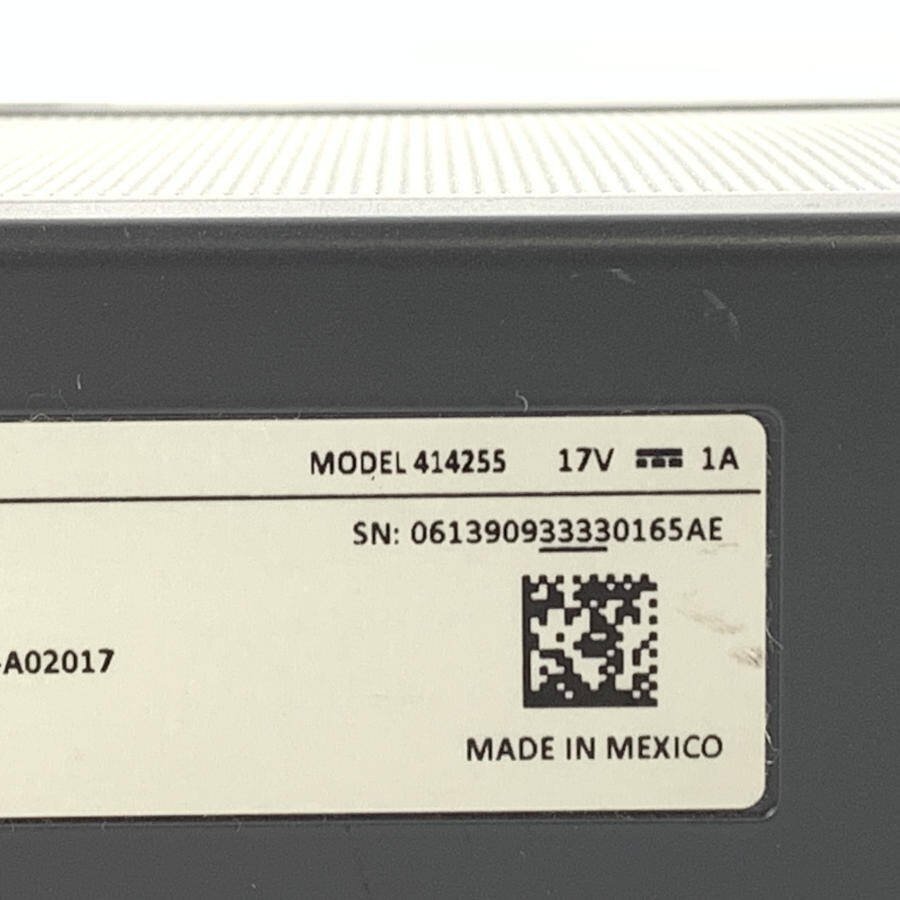 MODEL 414255 17V ⎓ 1A
SN: 061390933330165AE
-A02017
MADE IN MEXICO